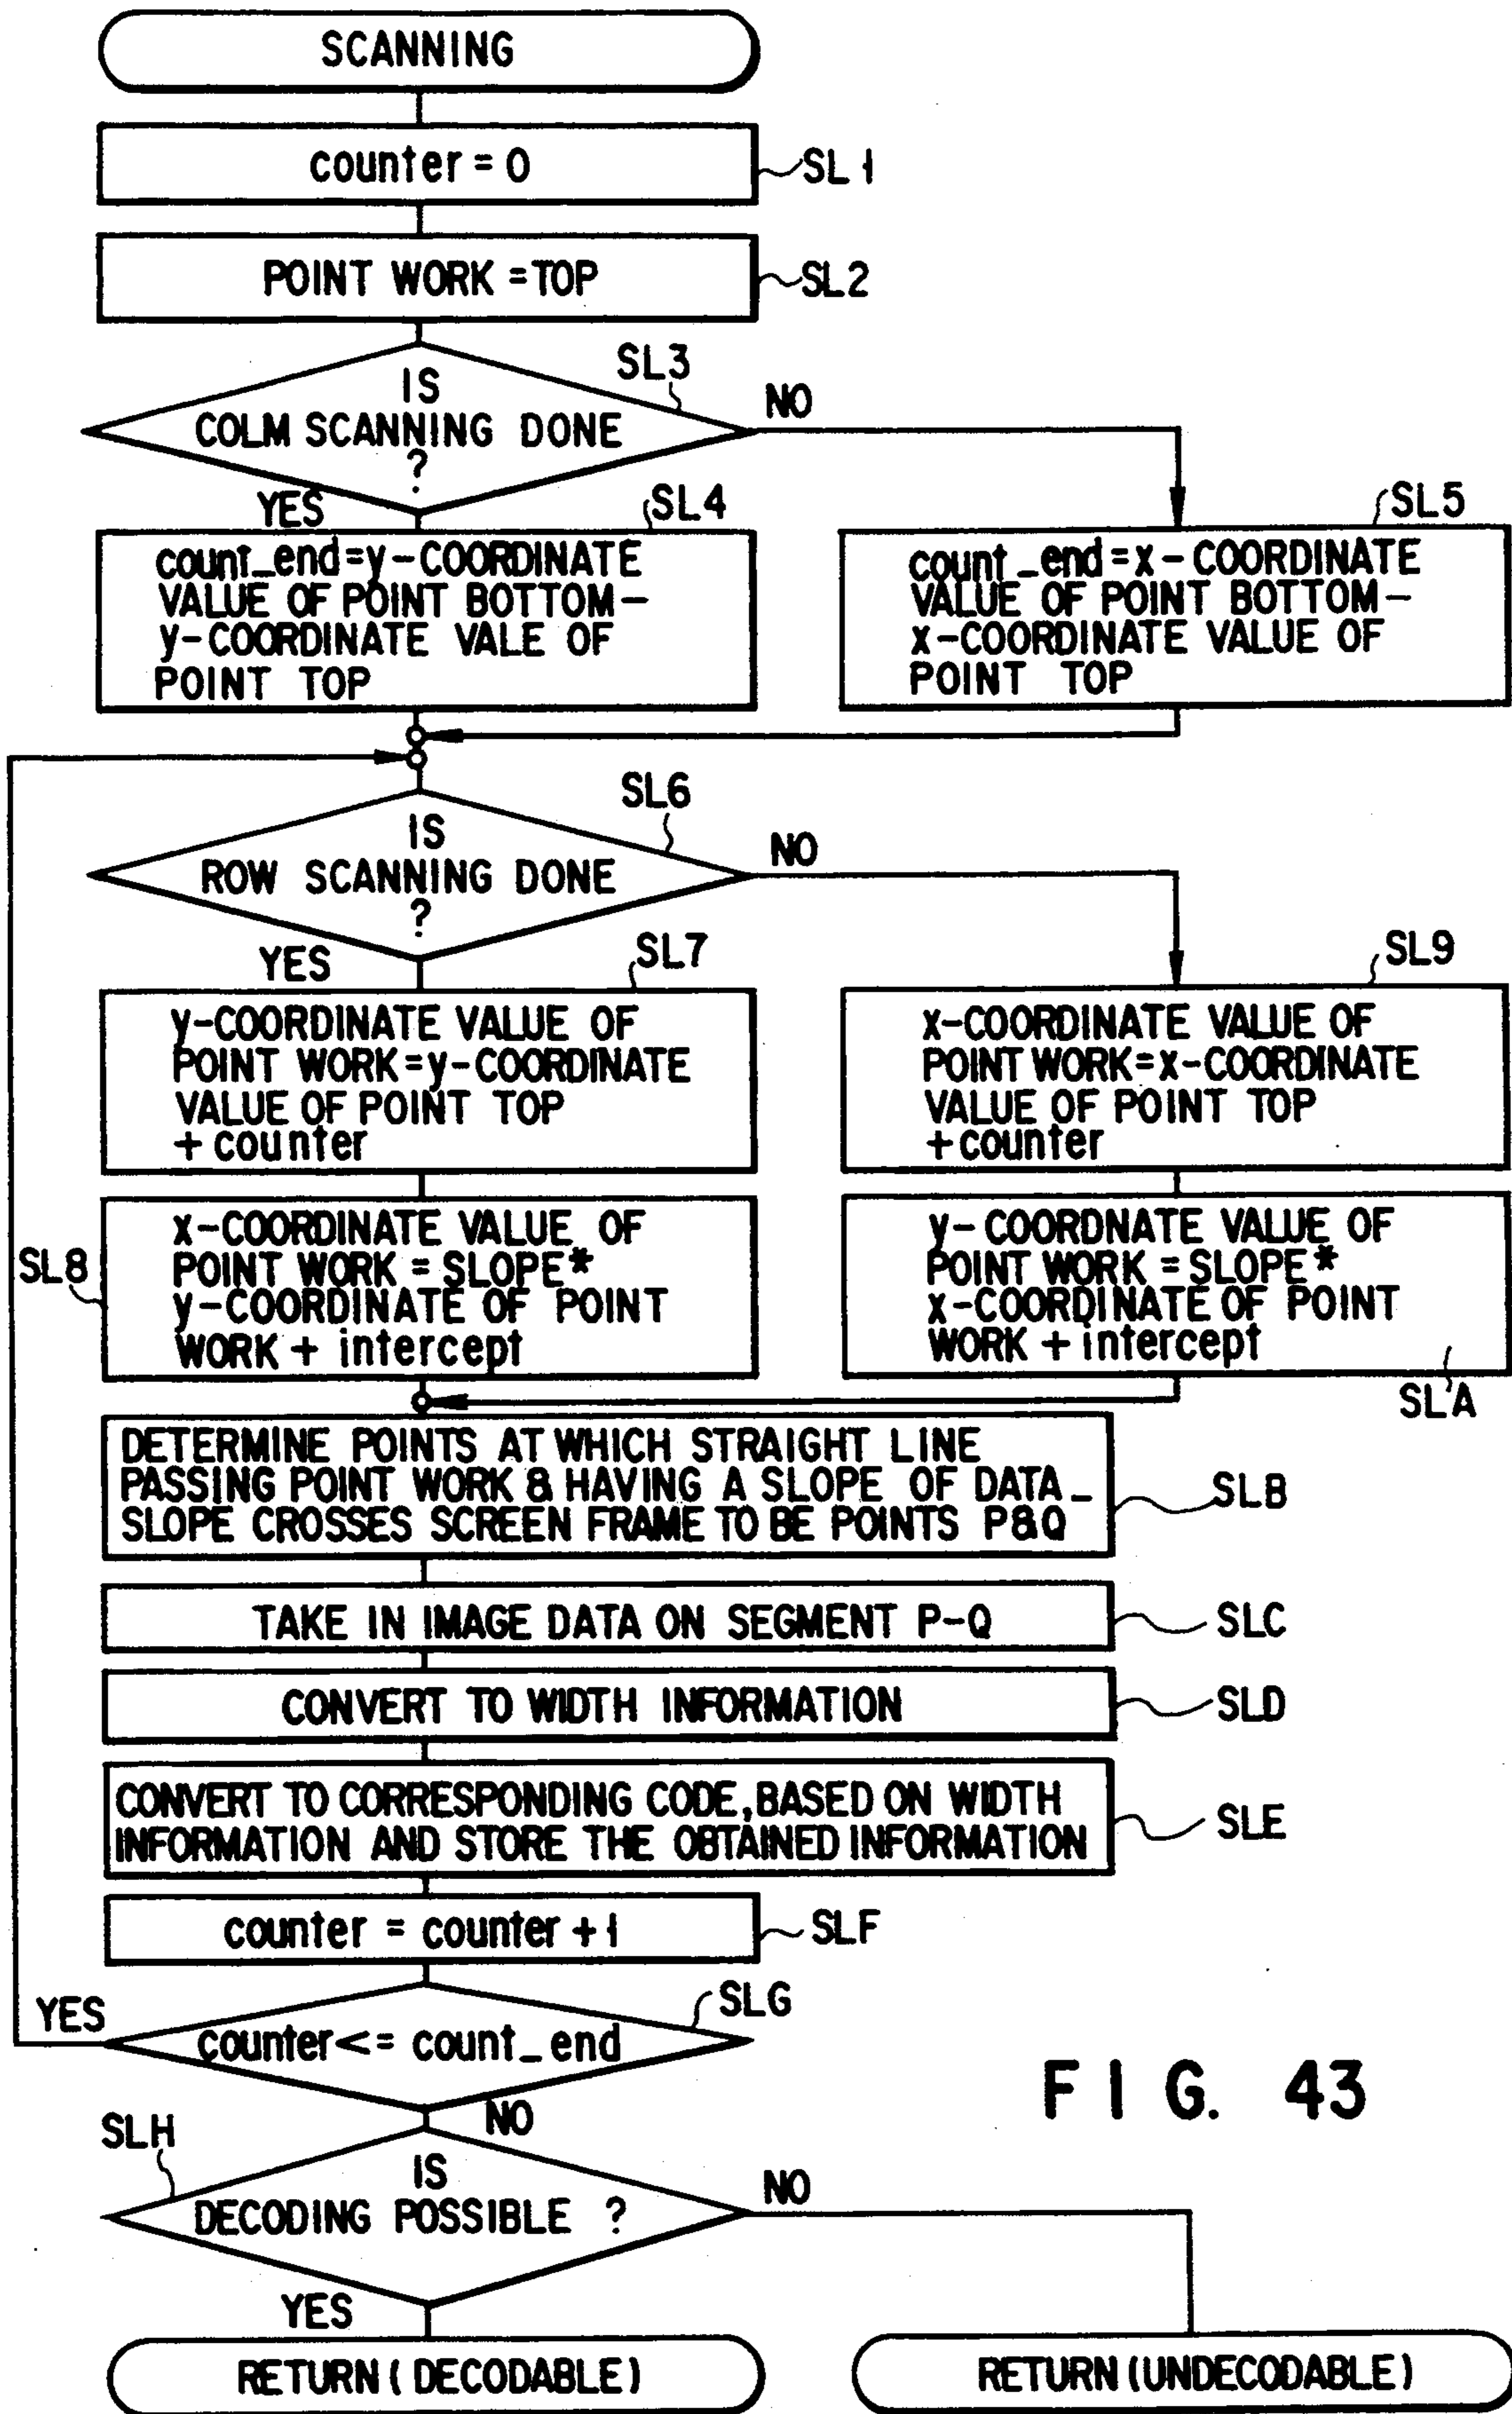 SCANNING
counter = 0
SL1
POINT WORK = TOP
SL2
SL3
IS
COLM SCANNING DONE
?
NO
YES
SL4
count_end=y-COORDINATE
VALUE OF POINT BOTTOM-
y-COORDINATE VALE OF
POINT TOP
SL5
count_end=x-COORDINATE
VALUE OF POINT BOTTOM-
x-COORDINATE VALUE OF
POINT TOP
SL6
IS
ROW SCANNING DONE
?
NO
YES
SL7
y-COORDINATE VALUE OF
POINT WORK=y-COORDINATE
VALUE OF POINT TOP
+counter
SL9
x-COORDINATE VALUE OF
POINT WORK=x-COORDINATE
VALUE OF POINT TOP
+counter
SL8
x-COORDINATE VALUE OF
POINT WORK = SLOPE*
y-COORDINATE OF POINT
WORK + intercept
y-COORDNATE VALUE OF
POINT WORK = SLOPE*
x-COORDINATE OF POINT
WORK + intercept
SLA
DETERMINE POINTS AT WHICH STRAIGHT LINE
PASSING POINT WORK & HAVING A SLOPE OF DATA_
SLOPE CROSSES SCREEN FRAME TO BE POINTS P&Q
SLB
TAKE IN IMAGE DATA ON SEGMENT P-Q
SLC
CONVERT TO WIDTH INFORMATION
SLD
CONVERT TO CORRESPONDING CODE, BASED ON WIDTH
INFORMATION AND STORE THE OBTAINED INFORMATION
SLE
counter = counter +1
SLF
YES
SLG
counter<= count_end
NO
FIG. 43
SLH
IS
DECODING POSSIBLE ?
NO
YES
RETURN (DECODABLE)
RETURN (UNDECODABLE)